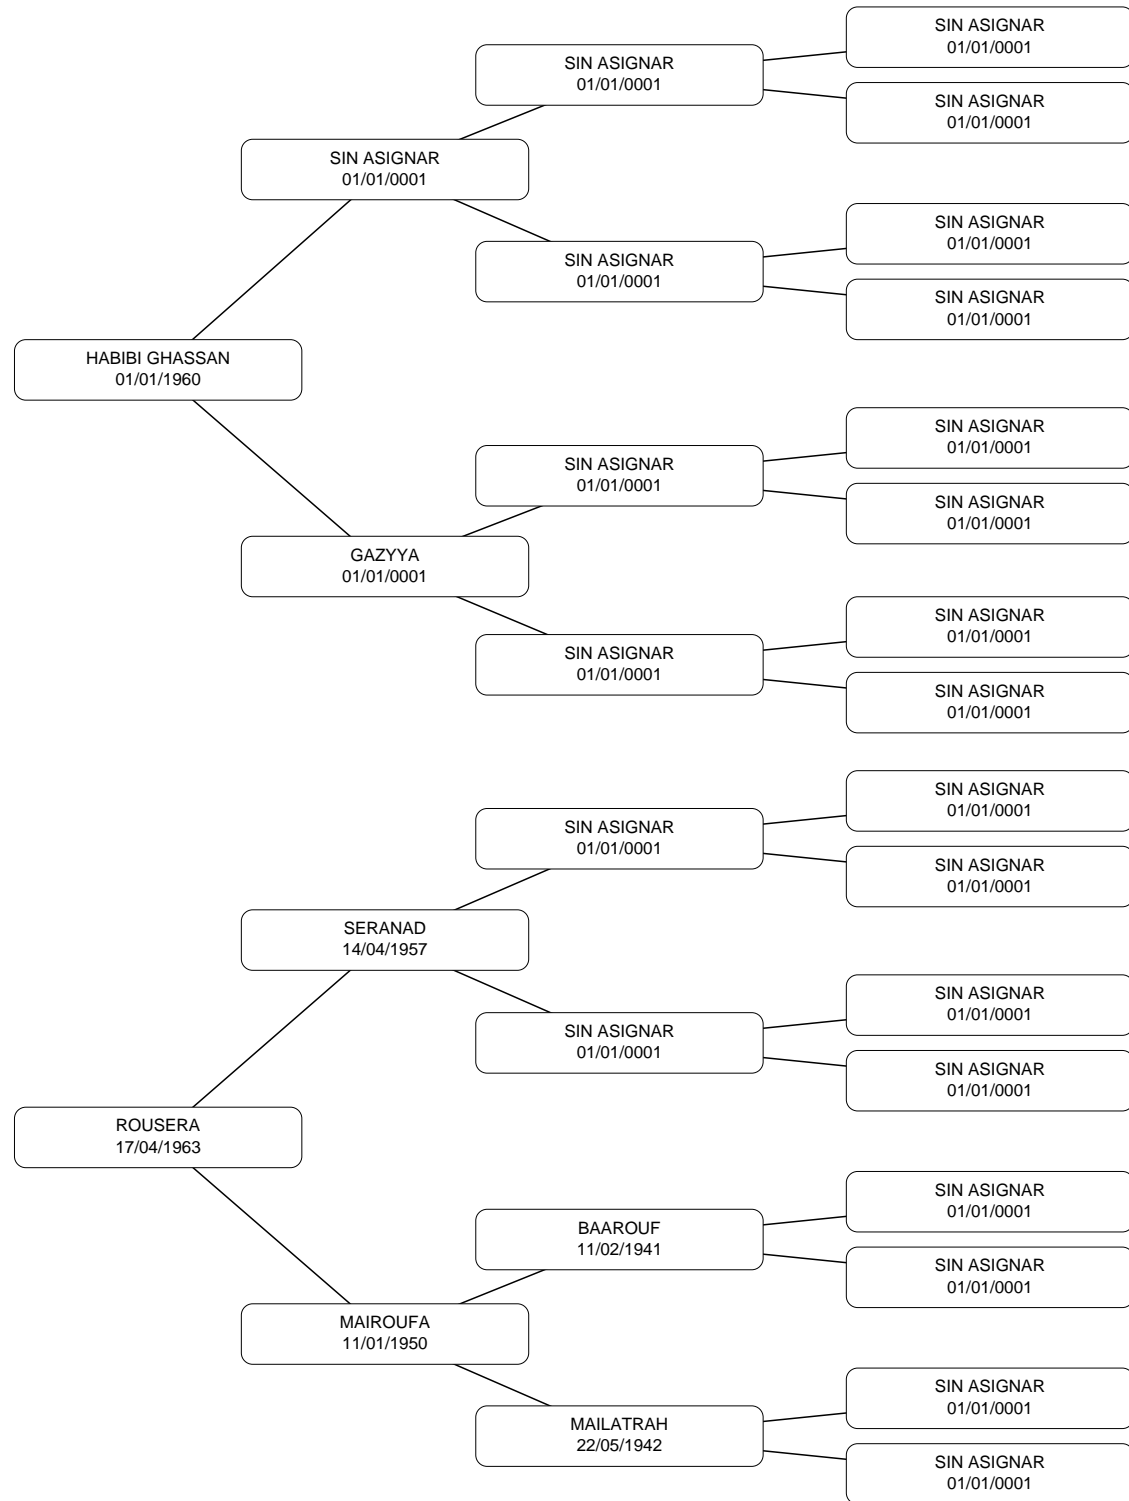 SIN ASIGNAR
01/01/0001
SIN ASIGNAR
01/01/0001
SIN ASIGNAR
01/01/0001
SIN ASIGNAR
01/01/0001
SIN ASIGNAR
01/01/0001
SIN ASIGNAR
01/01/0001
SIN ASIGNAR
01/01/0001
HABIBI GHASSAN
01/01/1960
SIN ASIGNAR
01/01/0001
SIN ASIGNAR
01/01/0001
SIN ASIGNAR
01/01/0001
GAZYYA
01/01/0001
SIN ASIGNAR
01/01/0001
SIN ASIGNAR
01/01/0001
SIN ASIGNAR
01/01/0001
SIN ASIGNAR
01/01/0001
SIN ASIGNAR
01/01/0001
SIN ASIGNAR
01/01/0001
SERANAD
14/04/1957
SIN ASIGNAR
01/01/0001
SIN ASIGNAR
01/01/0001
SIN ASIGNAR
01/01/0001
ROUSERA
17/04/1963
SIN ASIGNAR
01/01/0001
BAAROUF
11/02/1941
SIN ASIGNAR
01/01/0001
MAIROUFA
11/01/1950
SIN ASIGNAR
01/01/0001
MAILATRAH
22/05/1942
SIN ASIGNAR
01/01/0001